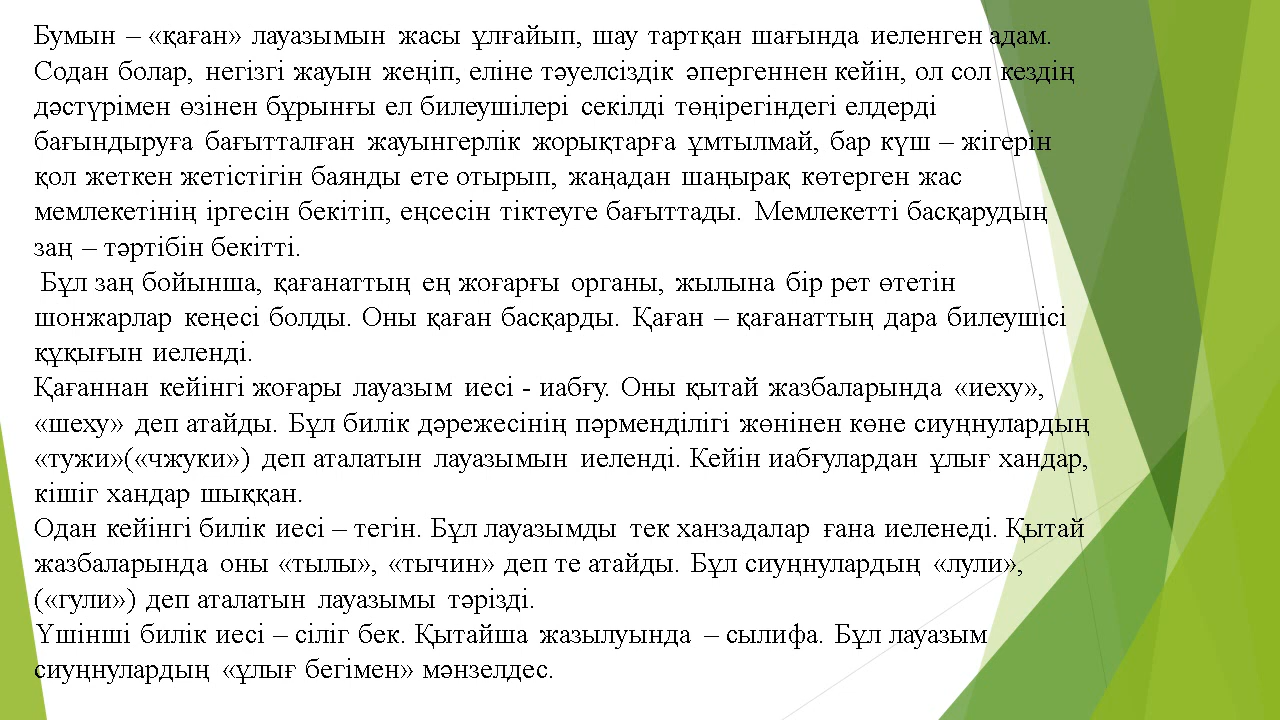 Бумын – «қаған» лауазымын жасы ұлғайып, шау тартқан шағында иеленген адам.
Содан болар, негізгі жауын жеңіп, еліне тәуелсіздік әпергеннен кейін, ол сол кездің
дәстүрімен өзінен бұрынғы ел билеушілері секілді төңірегіндегі елдерді
бағындыруға бағытталған жауынгерлік жорықтарға ұмтылмай, бар күш – жігерін
қол жеткен жетістігін баянды ете отырып, жаңадан шаңырақ көтерген жас
мемлекетінің іргесін бекітіп, еңсесін тіктеуге бағыттады. Мемлекетті басқарудың
заң – тәртібін бекітті.
Бұл заң бойынша, қағанаттың ең жоғарғы органы, жылына бір рет өтетін
шонжарлар кеңесі болды. Оны қаған басқарды. Қаған – қағанаттың дара билеушісі
құқығын иеленді.
Қағаннан кейінгі жоғары лауазым иесі - иабғу. Оны қытай жазбаларында «иеху»,
«шеху» деп атайды. Бұл билік дәрежесінің пәрменділігі жөнінен көне сиуңнулардың
«тужи»(«чжуки») деп аталатын лауазымын иеленді. Кейін иабғулардан ұлығ хандар,
кішіг хандар шыққан.
Одан кейінгі билік иесі – тегін. Бұл лауазымды тек ханзадалар ғана иеленеді. Қытай
жазбаларында оны «тылы», «тычин» деп те атайды. Бұл сиуңнулардың «лули»,
(«гули») деп аталатын лауазымы тәрізді.
Үшінші билік иесі – сіліг бек. Қытайша жазылуында – сылифа. Бұл лауазым
сиуңнулардың «ұлығ бегімен» мәнзелдес.